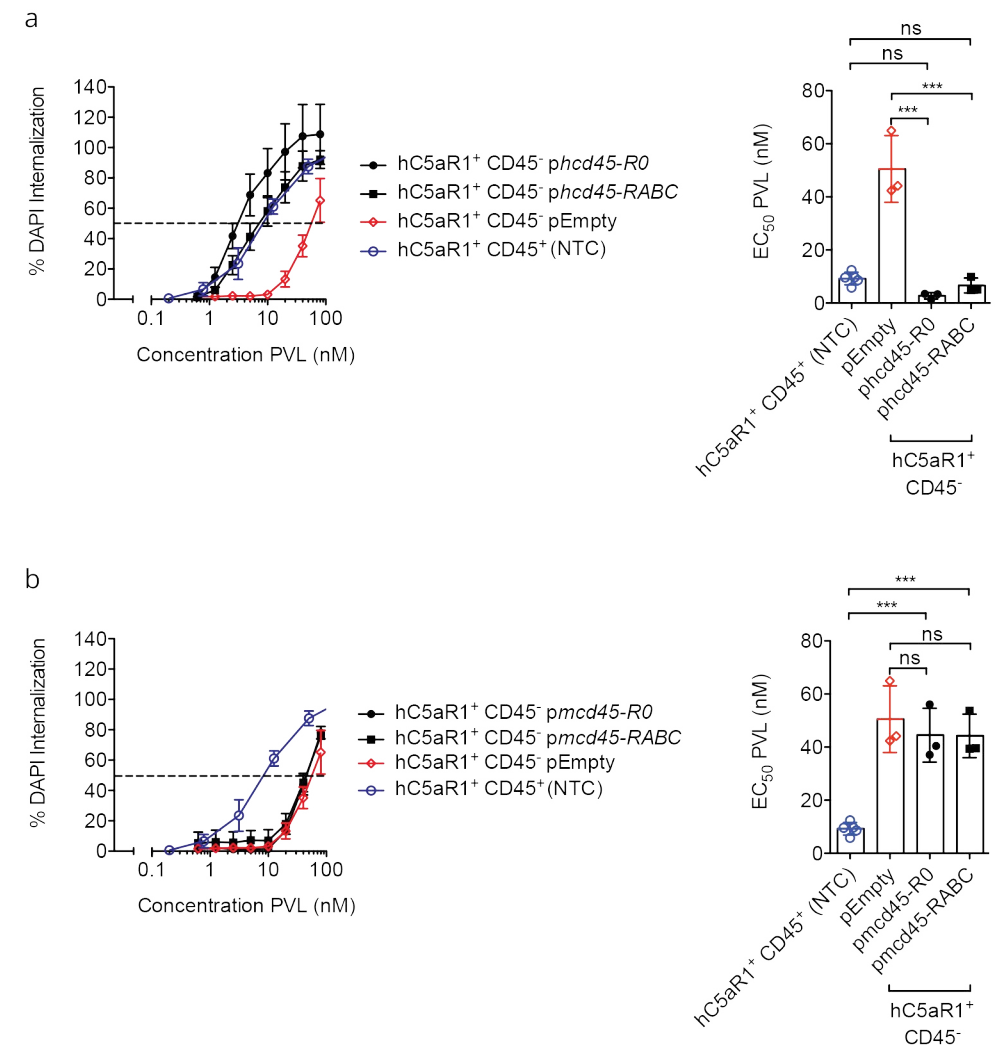 a
140
120
100
80
60
40
20
0
% DAPI Internalization
0.1 1 10 100
Concentration PVL (nM)
hC5aR1⁺ CD45⁻ phcd45-R0
hC5aR1⁺ CD45⁻ phcd45-RABC
hC5aR1⁺ CD45⁻ pEmpty
hC5aR1⁺ CD45⁺ (NTC)
ns
ns
***
***
80
60
40
20
0
EC₅₀ PVL (nM)
hC5aR1⁺ CD45⁺ (NTC)
pEmpty
phcd45-R0
phcd45-RABC
hC5aR1⁺
CD45⁻
b
140
120
100
80
60
40
20
0
% DAPI Internalization
0.1 1 10 100
Concentration PVL (nM)
hC5aR1⁺ CD45⁻ pmcd45-R0
hC5aR1⁺ CD45⁻ pmcd45-RABC
hC5aR1⁺ CD45⁻ pEmpty
hC5aR1⁺ CD45⁺ (NTC)
***
***
ns
ns
80
60
40
20
0
EC₅₀ PVL (nM)
hC5aR1⁺ CD45⁺ (NTC)
pEmpty
pmcd45-R0
pmcd45-RABC
hC5aR1⁺
CD45⁻